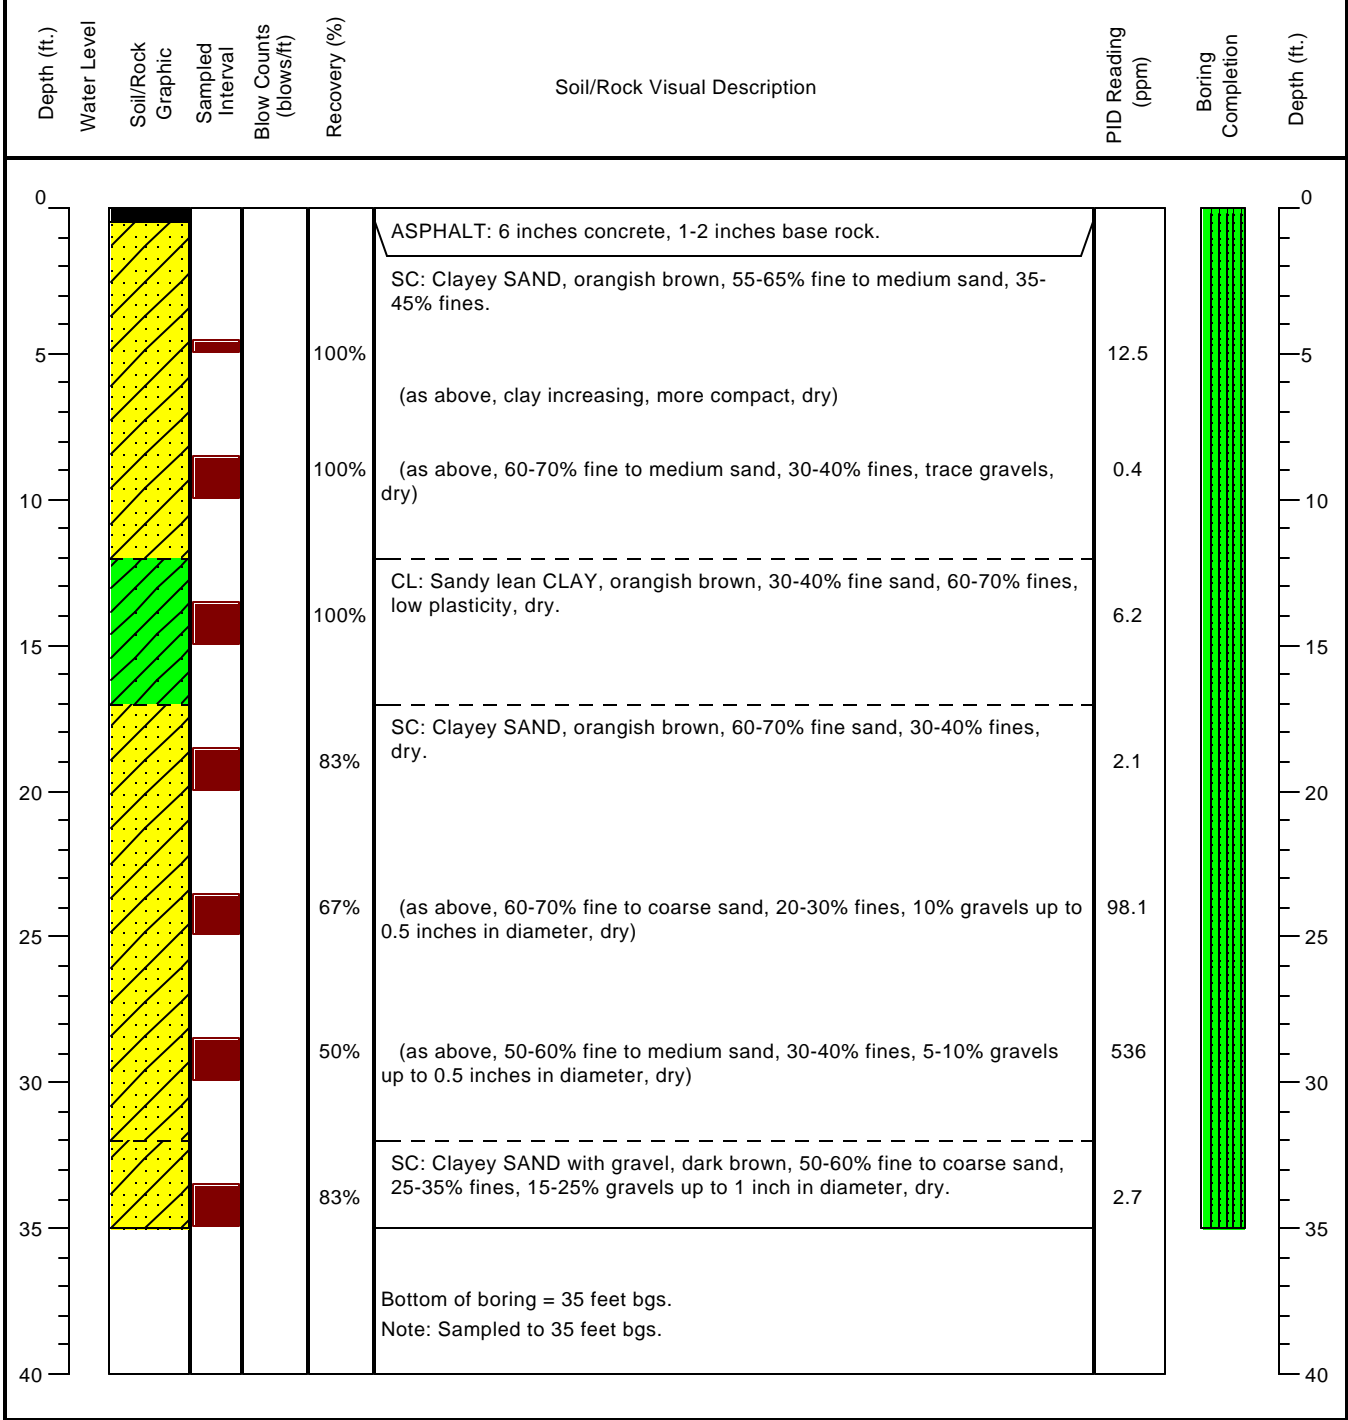 Depth (ft.)
Water Level
Soil/Rock
Graphic
Sampled
Interval
Blow Counts
(blows/ft)
Recovery (%)
Soil/Rock Visual Description
PID Reading
(ppm)
Boring
Completion
Depth (ft.)
0
0
ASPHALT: 6 inches concrete, 1-2 inches base rock.
SC: Clayey SAND, orangish brown, 55-65% fine to medium sand, 35-
45% fines.
5
100%
12.5
5
(as above, clay increasing, more compact, dry)
100%
(as above, 60-70% fine to medium sand, 30-40% fines, trace gravels,
dry)
0.4
10
10
CL: Sandy lean CLAY, orangish brown, 30-40% fine sand, 60-70% fines,
low plasticity, dry.
100%
6.2
15
15
SC: Clayey SAND, orangish brown, 60-70% fine sand, 30-40% fines,
dry.
83%
2.1
20
20
67%
(as above, 60-70% fine to coarse sand, 20-30% fines, 10% gravels up to
0.5 inches in diameter, dry)
98.1
25
25
50%
(as above, 50-60% fine to medium sand, 30-40% fines, 5-10% gravels
up to 0.5 inches in diameter, dry)
536
30
30
SC: Clayey SAND with gravel, dark brown, 50-60% fine to coarse sand,
25-35% fines, 15-25% gravels up to 1 inch in diameter, dry.
83%
2.7
35
35
Bottom of boring = 35 feet bgs.
Note: Sampled to 35 feet bgs.
40
40